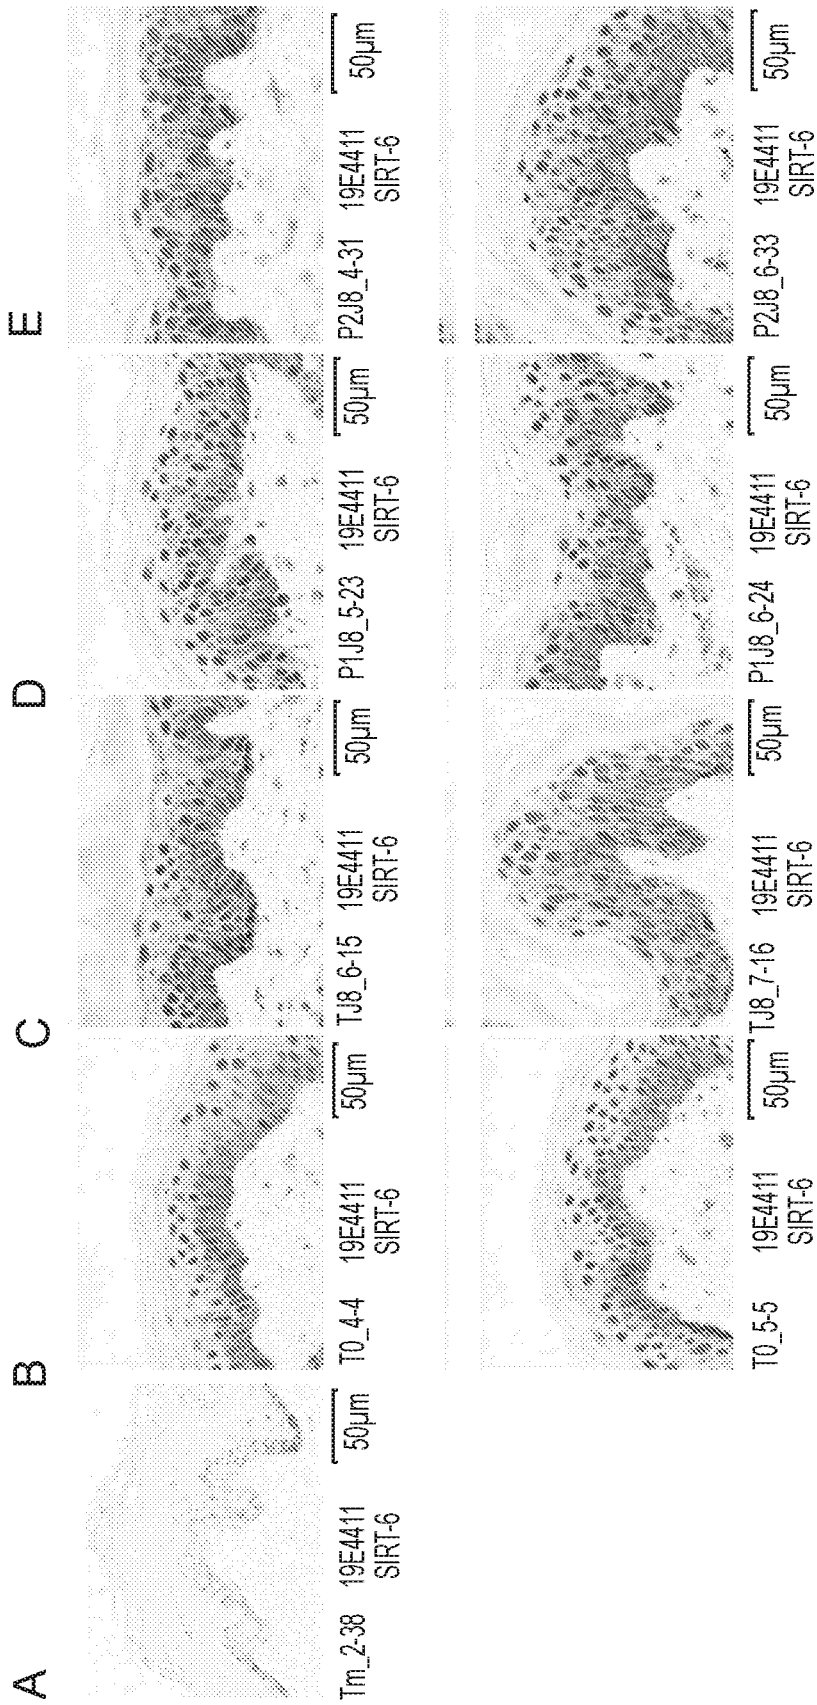 A
B
C
D
E
50µm
50µm
50µm
50µm
50µm
Tm_2-38 19E4411
SIRT-6
T0_4-4 19E4411
SIRT-6
TJ8_6-15 19E4411
SIRT-6
P1J8_5-23 19E4411
SIRT-6
P2J8_4-31 19E4411
SIRT-6
50µm
50µm
50µm
50µm
T0_5-5 19E4411
SIRT-6
TJ8_7-16 19E4411
SIRT-6
P1J8_6-24 19E4411
SIRT-6
P2J8_6-33 19E4411
SIRT-6